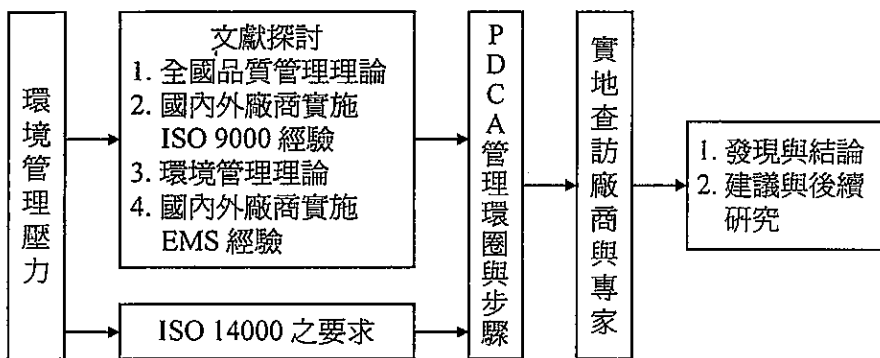 環境管理壓力
文獻探討
1. 全國品質管理理論
2. 國內外廠商實施
ISO 9000 經驗
3. 環境管理理論
4. 國內外廠商實施
EMS 經驗
ISO 14000 之要求
PDCA管理環圈與步驟
實地查訪廠商與專家
1. 發現與結論
2. 建議與後續
研究